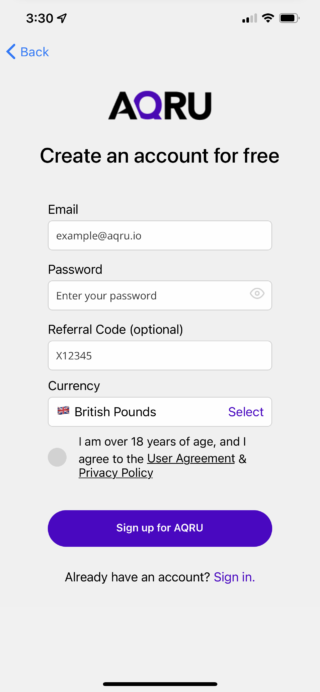 3:30
Back
AQRU
Create an account for free
Email
example@aqru.io
Password
Enter your password
Referral Code (optional)
X12345
Currency
British Pounds Select
I am over 18 years of age, and I
agree to the User Agreement &
Privacy Policy
Sign up for AQRU
Already have an account? Sign in.